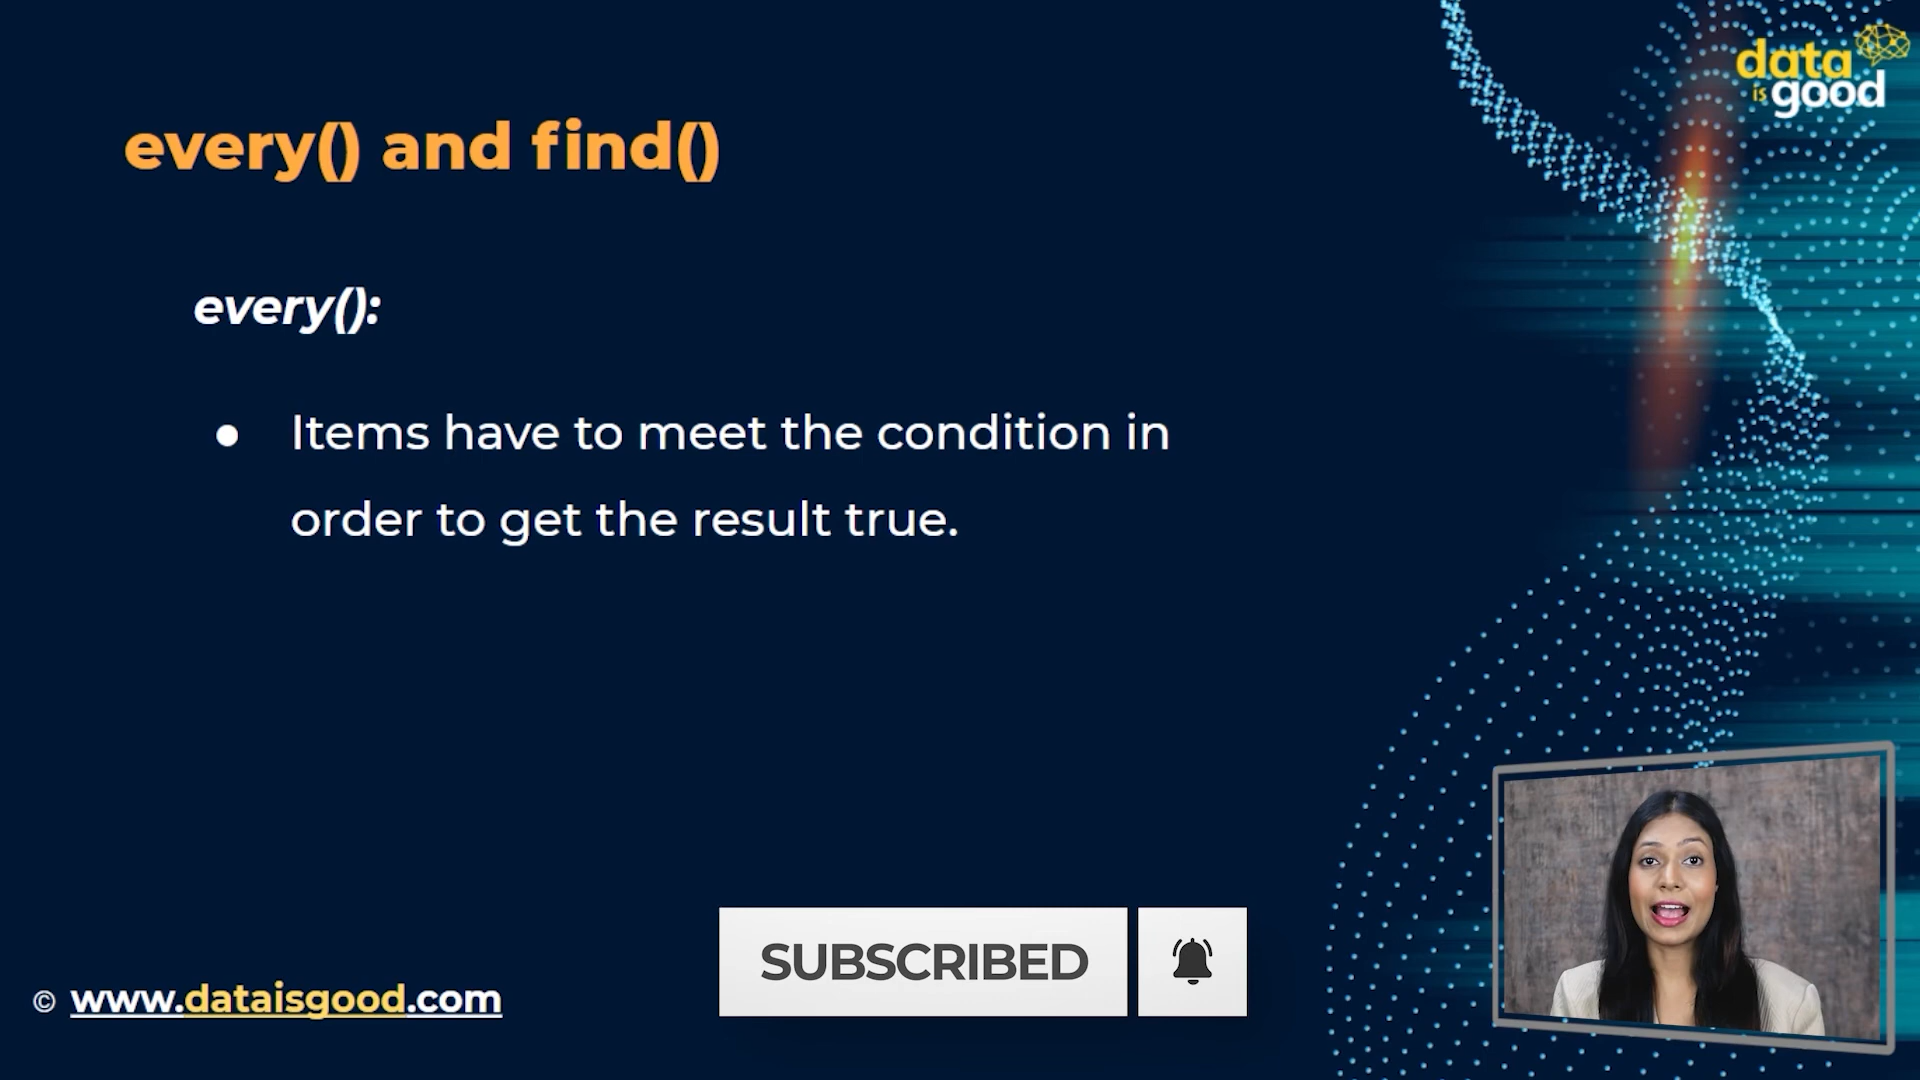 data
is good
every() and find()
every():
● Items have to meet the condition in
order to get the result true.
SUBSCRIBED
© www.dataisgood.com